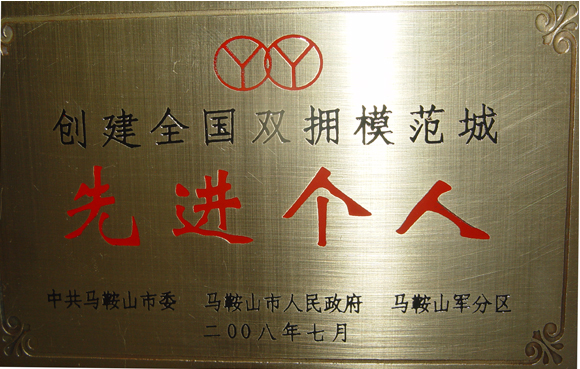 创建全国双拥模范城
先进个人
中共马鞍山市委 马鞍山市人民政府 马鞍山军分区
二00八年七月